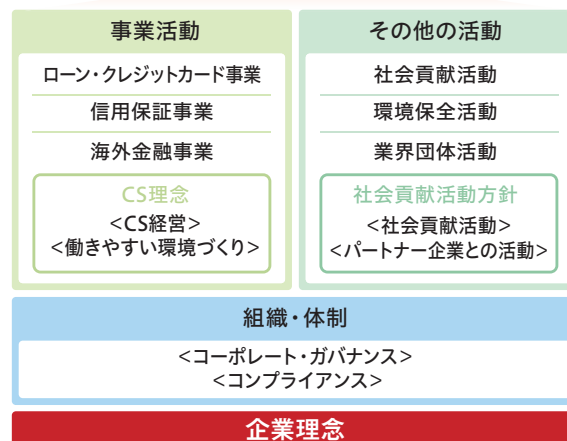 事業活動
ローン・クレジットカード事業
信用保証事業
海外金融事業
CS理念
<CS経営>
<働きやすい環境づくり>
その他の活動
社会貢献活動
環境保全活動
業界団体活動
社会貢献活動方針
<社会貢献活動>
<パートナー企業との活動>
組織・体制
<コーポレート・ガバナンス>
<コンプライアンス>
企業理念